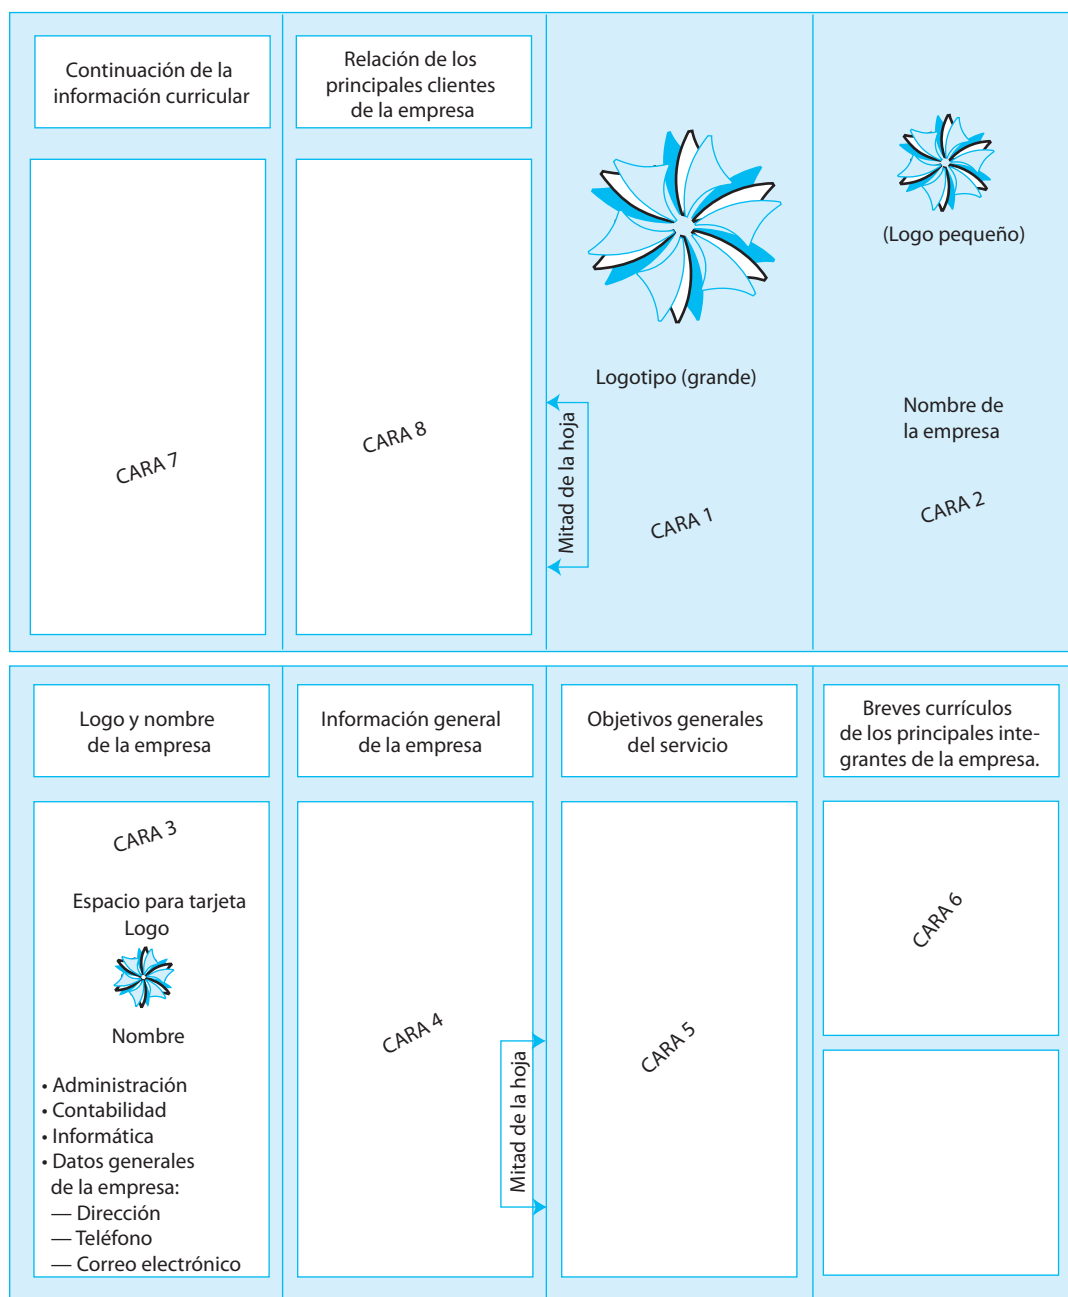 Continuación de la
información curricular
CARA 7
Relación de los
principales clientes
de la empresa
CARA 8
Logotipo (grande)
Mitad de la hoja
CARA 1
(Logo pequeño)
Nombre de
la empresa
CARA 2
Logo y nombre
de la empresa
CARA 3
Espacio para tarjeta
Logo
Nombre
• Administración
• Contabilidad
• Informática
• Datos generales
de la empresa:
— Dirección
— Teléfono
— Correo electrónico
Información general
de la empresa
CARA 4
Mitad de la hoja
Objetivos generales
del servicio
CARA 5
Breves currículos
de los principales inte-
grantes de la empresa.
CARA 6